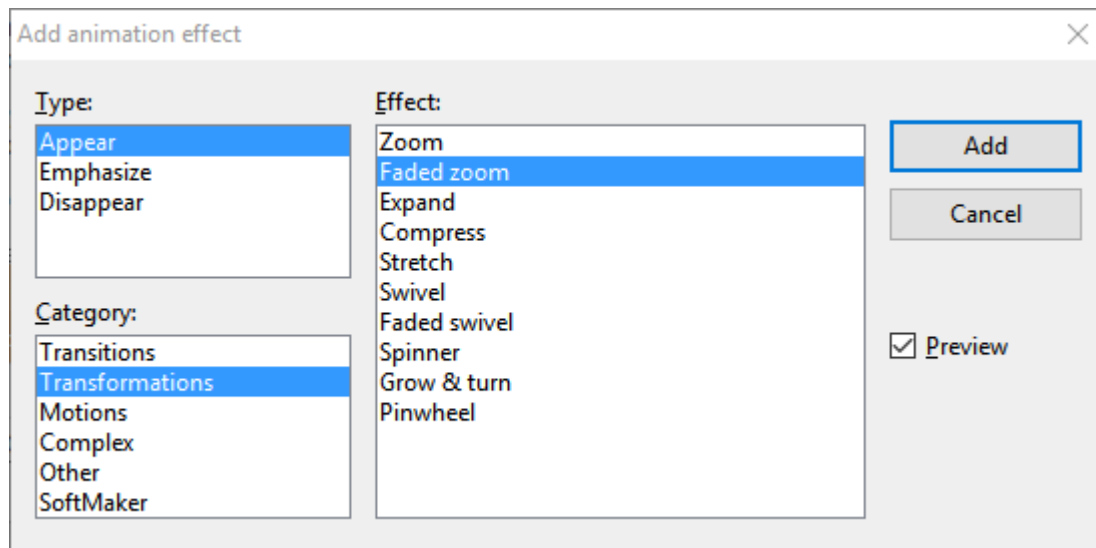 Add animation effect
Type:
Appear
Emphasize
Disappear
Category:
Transitions
Transformations
Motions
Complex
Other
SoftMaker
Effect:
Zoom
Faded zoom
Expand
Compress
Stretch
Swivel
Faded swivel
Spinner
Grow & turn
Pinwheel
Add
Cancel
Preview